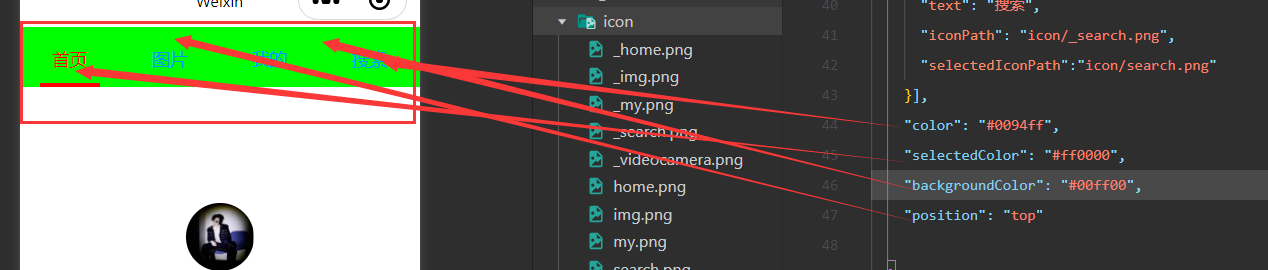 Weixin
首页 图片 我的 搜索
icon
_home.png
_img.png
_my.png
_search.png
_videocamera.png
home.png
img.png
my.png
search.png
40 "text": "搜索",
41 "iconPath": "icon/_search.png",
42 "selectedIconPath":"icon/search.png"
43 }],
44 "color": "#0094ff",
45 "selectedColor": "#ff0000",
46 "backgroundColor": "#00ff00",
47 "position": "top"
48